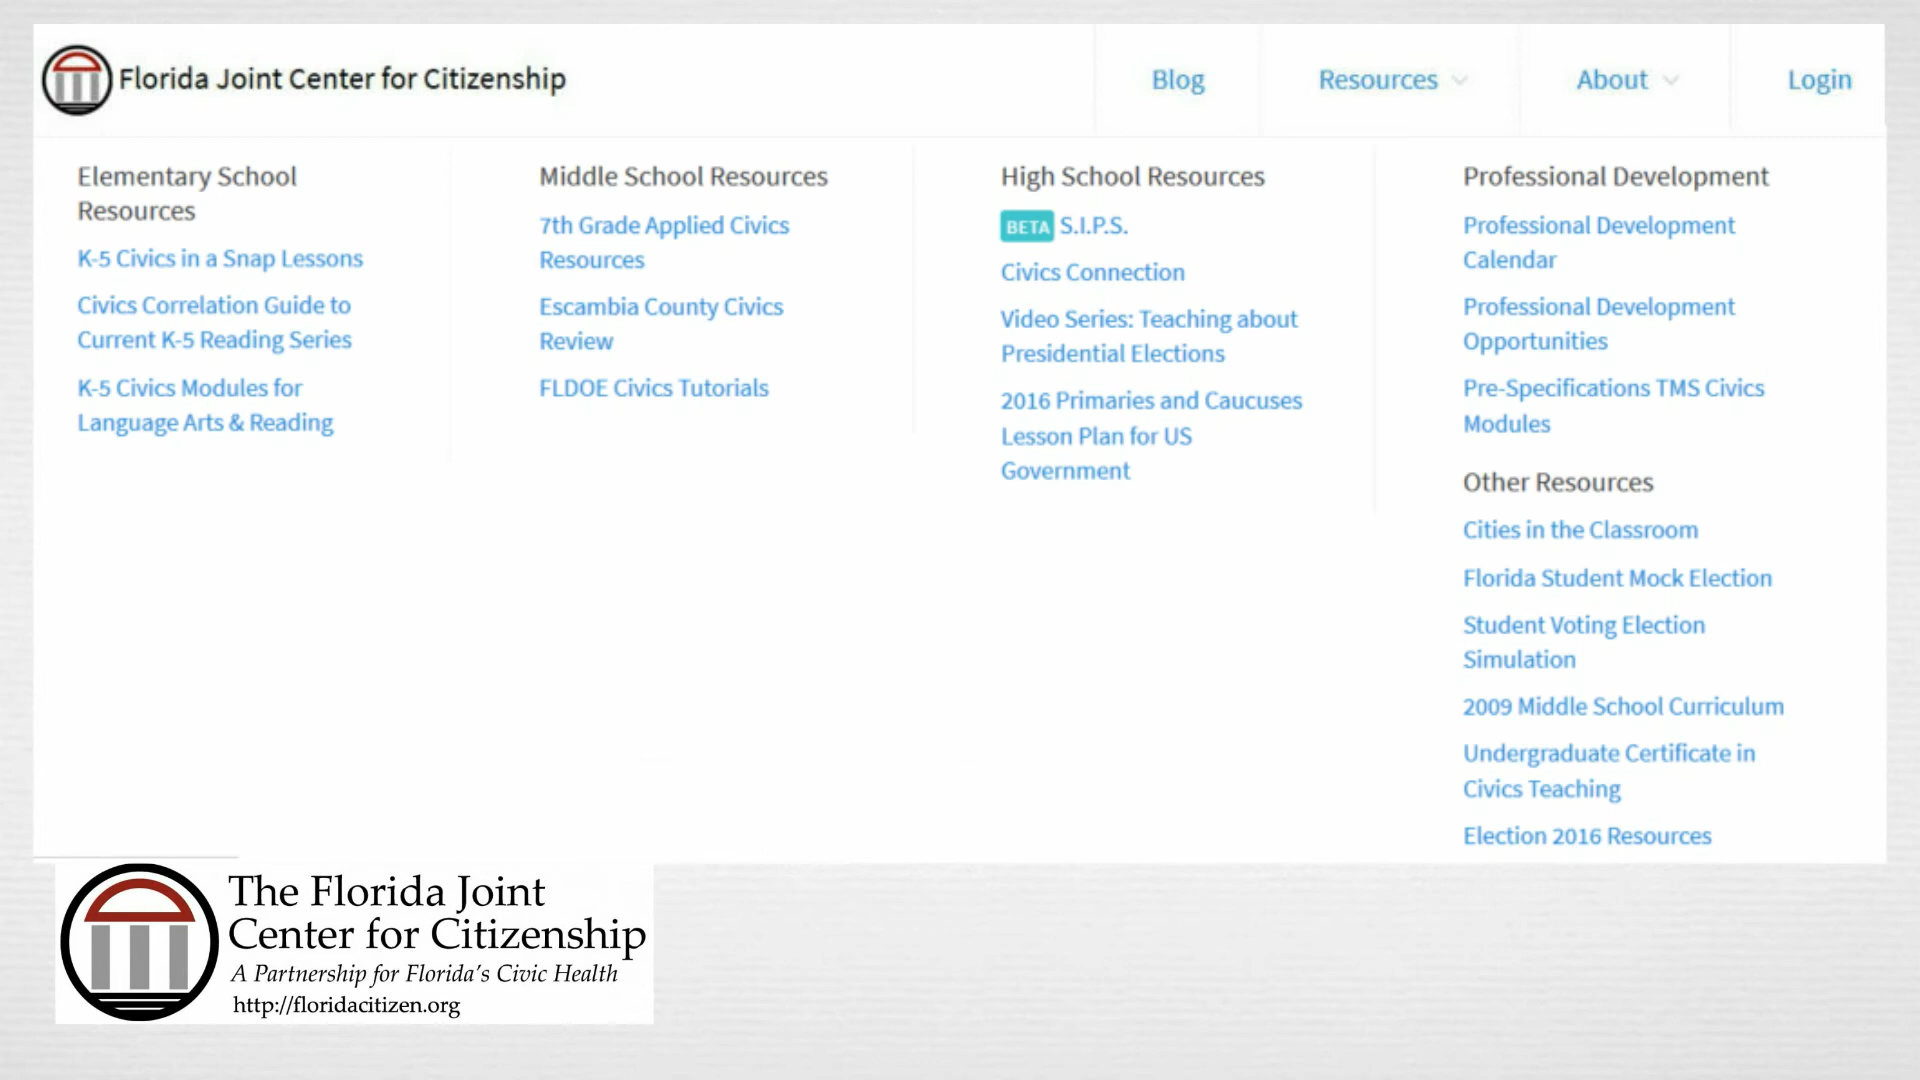 Florida Joint Center for Citizenship
Blog
Resources
About
Login
Elementary School
Resources
K-5 Civics in a Snap Lessons
Civics Correlation Guide to
Current K-5 Reading Series
K-5 Civics Modules for
Language Arts & Reading
Middle School Resources
7th Grade Applied Civics
Resources
Escambia County Civics
Review
FLDOE Civics Tutorials
High School Resources
BETA S.I.P.S.
Civics Connection
Video Series: Teaching about
Presidential Elections
2016 Primaries and Caucuses
Lesson Plan for US
Government
Professional Development
Professional Development
Calendar
Professional Development
Opportunities
Pre-Specifications TMS Civics
Modules
Other Resources
Cities in the Classroom
Florida Student Mock Election
Student Voting Election
Simulation
2009 Middle School Curriculum
Undergraduate Certificate in
Civics Teaching
Election 2016 Resources
The Florida Joint
Center for Citizenship
A Partnership for Florida's Civic Health
http://floridacitizen.org